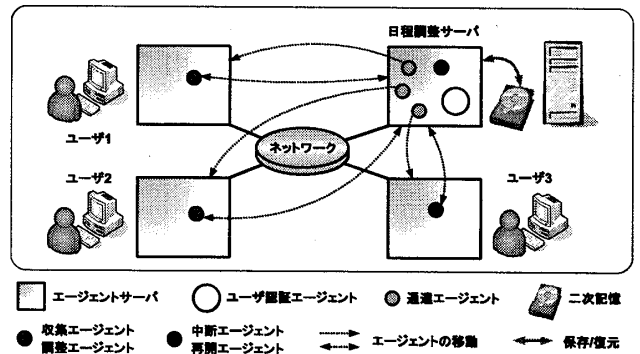 日程調整サーバ
ユーザ1
ネットワーク
ユーザ2
ユーザ3
エージェントサーバ
ユーザ認証エージェント
通達エージェント
二次記憶
収集エージェント
調整エージェント
中断エージェント
再開エージェント
エージェントの移動
保存/復元